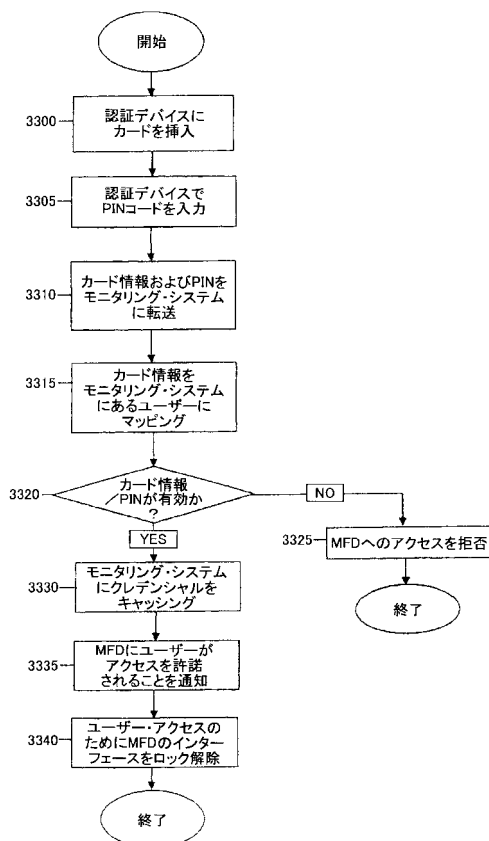 開始
3300
認証デバイスに
カードを挿入
3305
認証デバイスで
PINコードを入力
3310
カード情報およびPINを
モニタリング・システム
に転送
3315
カード情報を
モニタリング・システム
にあるユーザーに
マッピング
3320
カード情報
/PINが有効か
?
NO
YES
3325
MFDへのアクセスを拒否
終了
3330
モニタリング・システム
にクレデンシャルを
キャッシング
3335
MFDにユーザーが
アクセスを許諾
されることを通知
3340
ユーザー・アクセスの
ためにMFDのインター
フェースをロック解除
終了